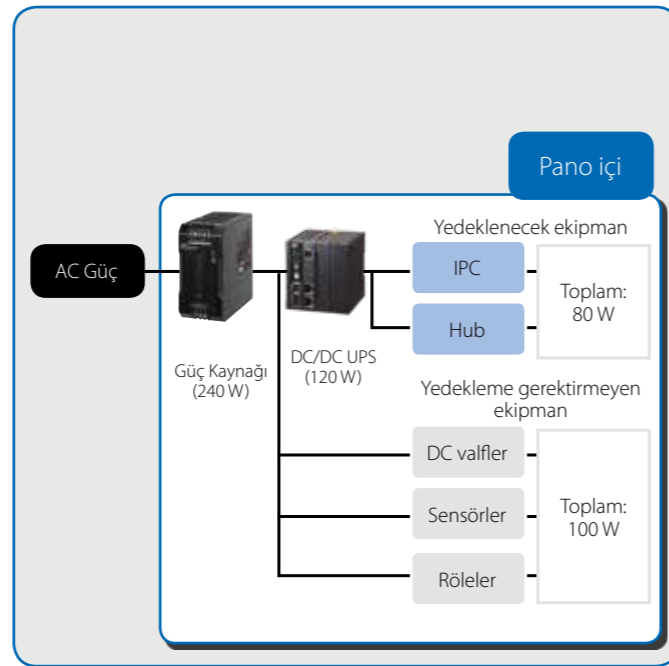 Pano içi
AC Güç
Güç Kaynağı
(240 W)
DC/DC UPS
(120 W)
Yedeklenecek ekipman
IPC
Hub
Toplam:
80 W
Yedekleme gerektirmeyen
ekipman
DC valfler
Sensörler
Röleler
Toplam:
100 W